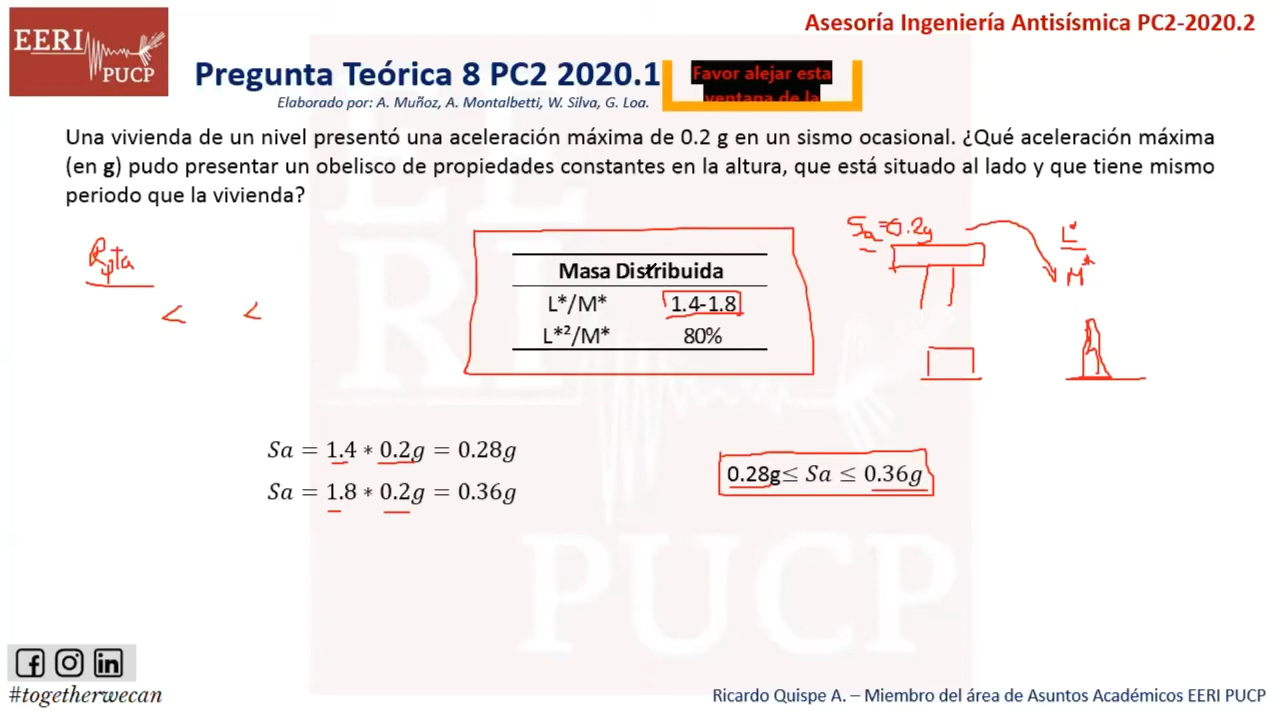 Asesoría Ingeniería Antisísmica PC2-2020.2
EERI
PUCP
Pregunta Teórica 8 PC2 2020.1
Favor alejar esta
ventana de la
Elaborado por: A. Muñoz, A. Montalbetti, W. Silva, G. Loa.
Una vivienda de un nivel presentó una aceleración máxima de 0.2 g en un sismo ocasional. ¿Qué aceleración máxima
(en g) pudo presentar un obelisco de propiedades constantes en la altura, que está situado al lado y que tiene mismo
periodo que la vivienda?
Rpta
< <
Masa Distribuida
L*/M* 1.4-1.8
L*²/M* 80%
Sa=0.2g
L*
M*
Sa = 1.4 ∗ 0.2g = 0.28g
Sa = 1.8 ∗ 0.2g = 0.36g
0.28g≤ Sa ≤ 0.36g
EERI
PUCP
#togetherwecan
Ricardo Quispe A. – Miembro del área de Asuntos Académicos EERI PUCP